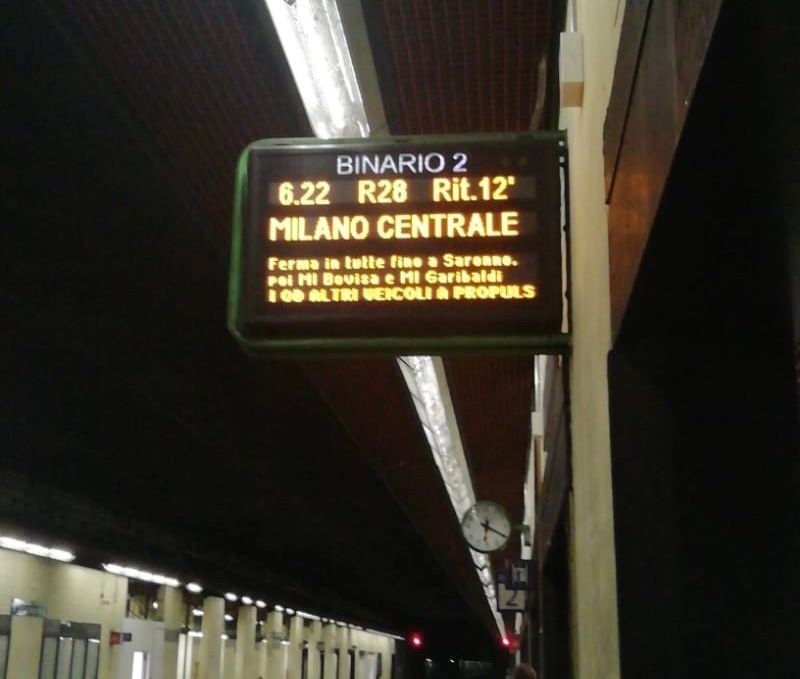 BINARIO 2
6.22 R28 Rit.12'
MILANO CENTRALE
Ferma in tutte fino a Saronno.
poi MI Bovisa e MI Garibaldi
I OD ALTRI VEICOLI A PROPULS
2